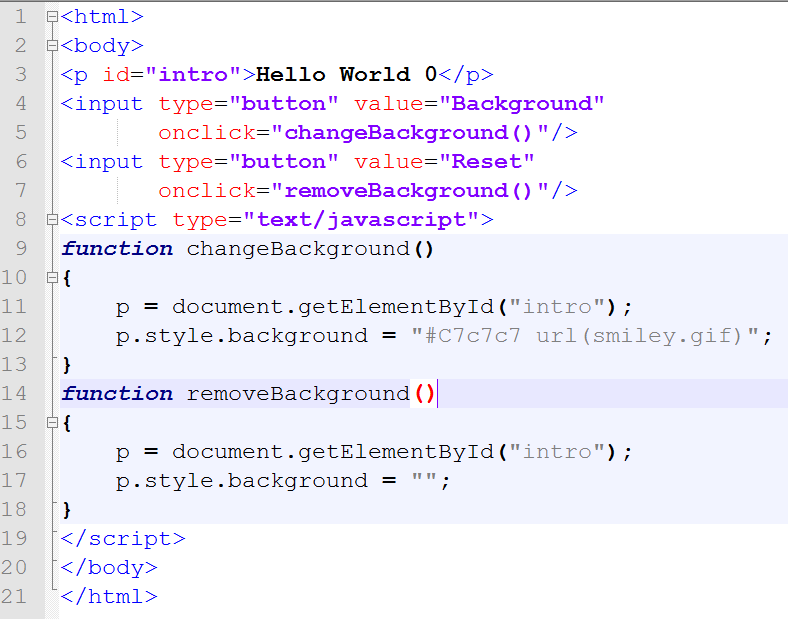 1 <html>
2 <body>
3 <p id="intro">Hello World 0</p>
4 <input type="button" value="Background"
5        onclick="changeBackground()"/>
6 <input type="button" value="Reset"
7        onclick="removeBackground()"/>
8 <script type="text/javascript">
9 function changeBackground()
10 {
11     p = document.getElementById("intro");
12     p.style.background = "#C7c7c7 url(smiley.gif)";
13 }
14 function removeBackground()
15 {
16     p = document.getElementById("intro");
17     p.style.background = "";
18 }
19 </script>
20 </body>
21 </html>